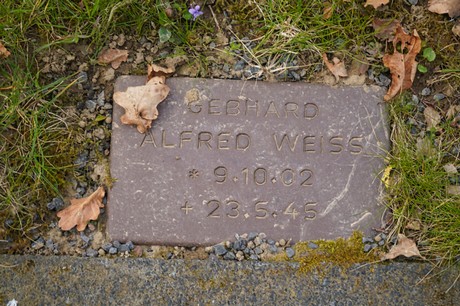 GEBHARD
ALFRED WEISS
* 9.10.02
+ 23.5.45